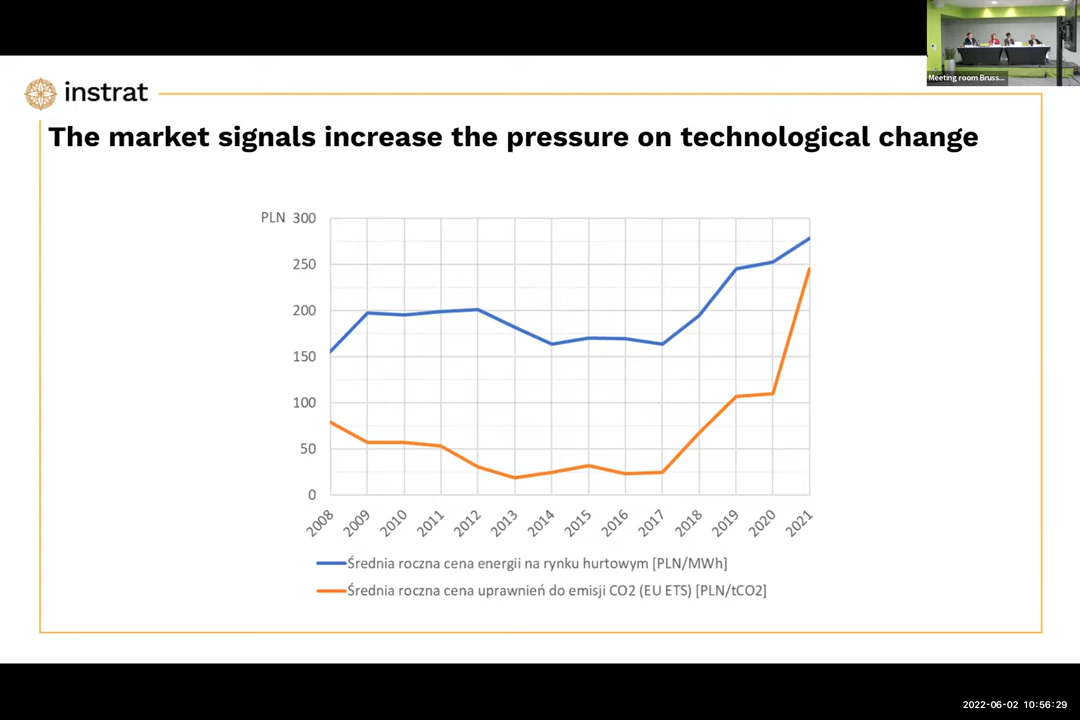 Meeting room Bruss...
instrat
The market signals increase the pressure on technological change
PLN 300
250
200
150
100
50
0
2008 2009 2010 2011 2012 2013 2014 2015 2016 2017 2018 2019 2020 2021
Średnia roczna cena energii na rynku hurtowym [PLN/MWh]
Średnia roczna cena uprawnień do emisji CO2 (EU ETS) [PLN/tCO2]
2022-06-02 10:56:29